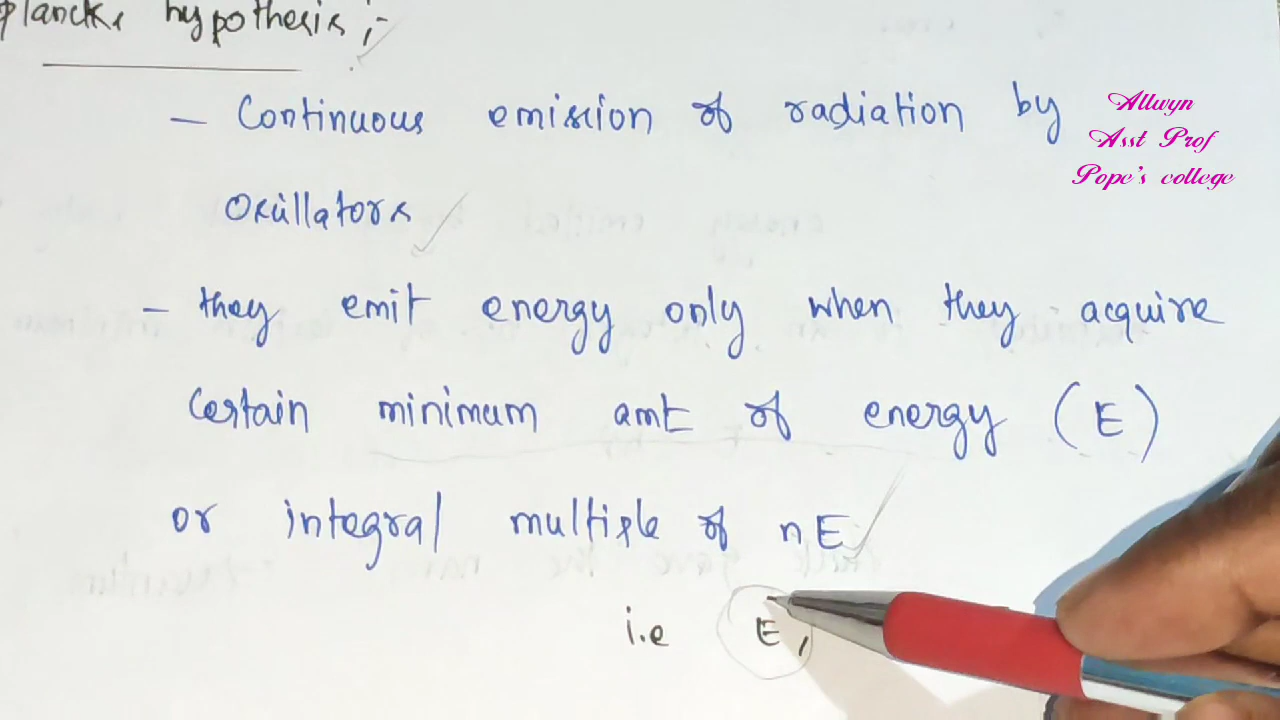 plancks hypothesis ;-
- Continuous emission of radiation by
Oscillators
- they emit energy only when they acquire
Certain minimum amt of energy (E)
or integral multiple of nE
i.e E,
Allwyn
Asst Prof
Pope's college